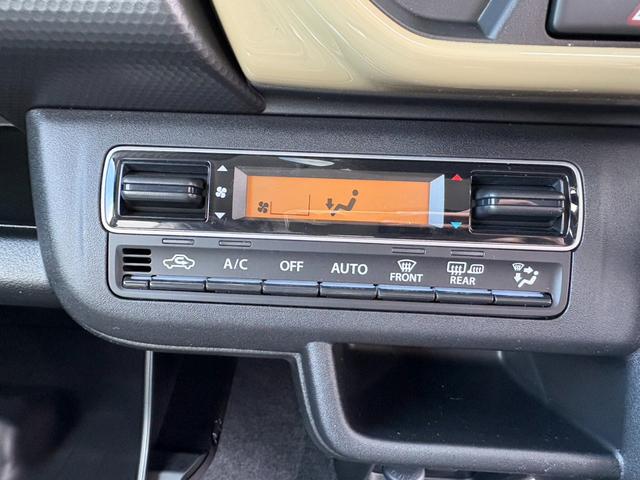 A/C OFF AUTO FRONT REAR